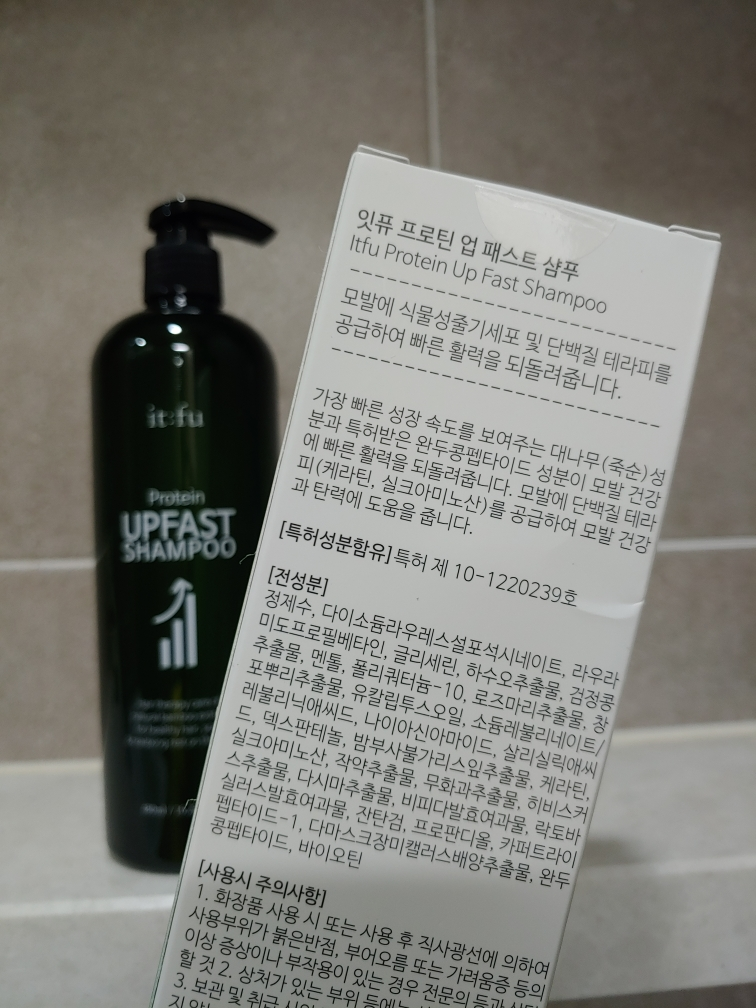 it:fu
Protein
UPFAST
SHAMPOO
잇퓨 프로틴 업 패스트 샴푸
Itfu Protein Up Fast Shampoo
모발에 식물성줄기세포 및 단백질 테라피를
공급하여 빠른 활력을 되돌려줍니다.
가장 빠른 성장 속도를 보여주는 대나무(죽순)성
분과 특허받은 완두콩펩타이드 성분이 모발 건강
에 빠른 활력을 되돌려줍니다. 모발에 단백질 테라
피(케라틴, 실크아미노산)를 공급하여 모발 건강
과 탄력에 도움을 줍니다.
[특허성분함유]특허 제 10-1220239호
[전성분]
정제수, 다이소듐라우레스설포석시네이트, 라우라
미도프로필베타인, 글리세린, 하수오추출물, 검정콩
추출물, 멘톨, 폴리쿼터늄-10, 로즈마리추출물, 창
포뿌리추출물, 유칼립투스오일, 소듐레불리네이트/
레불리닉애씨드, 나이아신아마이드, 살리실릭애씨
드, 덱스판테놀, 밤부사불가리스잎추출물, 케라틴,
실크아미노산, 작약추출물, 무화과추출물, 히비스커
스추출물, 다시마추출물, 비피다발효여과물, 락토바
실러스발효여과물, 잔탄검, 프로판디올, 카퍼트라이
펩타이드-1, 다마스크장미캘러스배양추출물, 완두
콩펩타이드, 바이오틴
[사용시 주의사항]
1. 화장품 사용 시 또는 사용 후 직사광선에 의하여
사용부위가 붉은반점, 부어오름 또는 가려움증 등의
이상 증상이나 부작용이 있는 경우 전문의 등과 상담
할 것 2. 상처가 있는 부위 등에는
3. 보관 및 취급